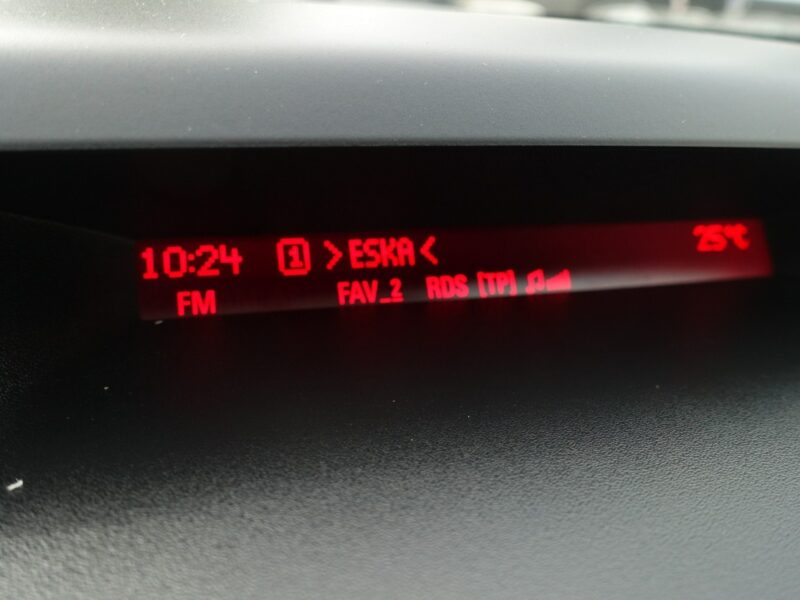 10:24 1 >ESKA< 25°C
FM FAV_2 RDS [TP]